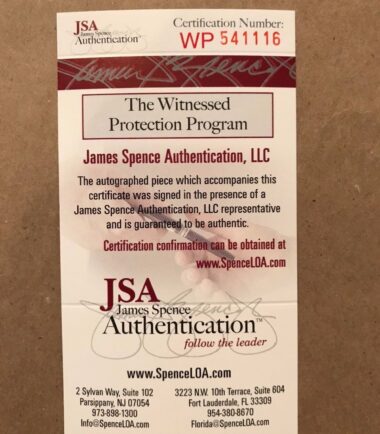 JSA
James Spence
Authentication
Certification Number:
WP 541116
The Witnessed
Protection Program
James Spence Authentication, LLC
The autographed piece which accompanies this
certificate was signed in the presence of a
James Spence Authentication, LLC representative
and is guaranteed to be authentic.
Certification confirmation can be obtained at
www.SpenceLOA.com
JSA
James Spence
Authentication™
follow the leader
www.SpenceLOA.com
2 Sylvan Way, Suite 102
Parsippany, NJ 07054
973-898-1300
Info@SpenceLOA.com
3223 N.W. 10th Terrace, Suite 604
Fort Lauderdale, FL 33309
954-380-8670
Florida@SpenceLOA.com